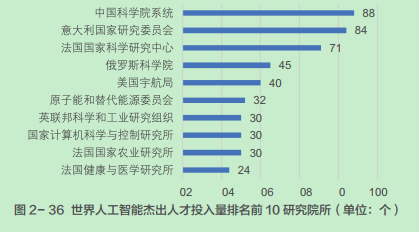 中国科学院系统 88
意大利国家研究委员会 84
法国国家科学研究中心 71
俄罗斯科学院 45
美国宇航局 40
原子能和替代能源委员会 32
英联邦科学和工业研究组织 30
国家计算机科学与控制研究所 30
法国国家农业研究所 30
法国健康与医学研究所 24
02 04 06 08 0 100
图 2-36 世界人工智能杰出人才投入量排名前 10 研究院所（单位：个）